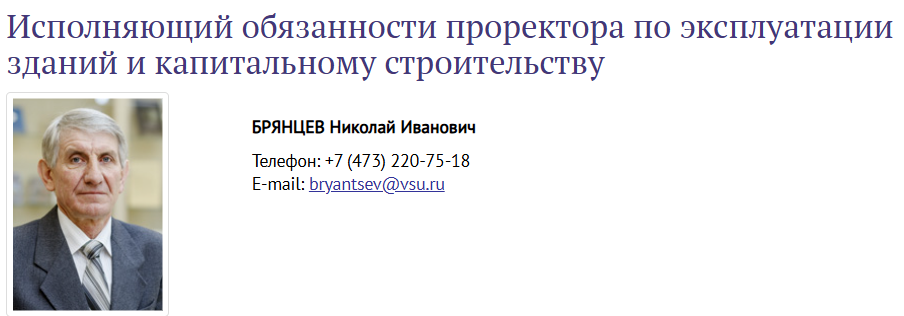 Исполняющий обязанности проректора по эксплуатации
зданий и капитальному строительству
БРЯНЦЕВ Николай Иванович
Телефон: +7 (473) 220-75-18
E-mail: bryantsev@vsu.ru